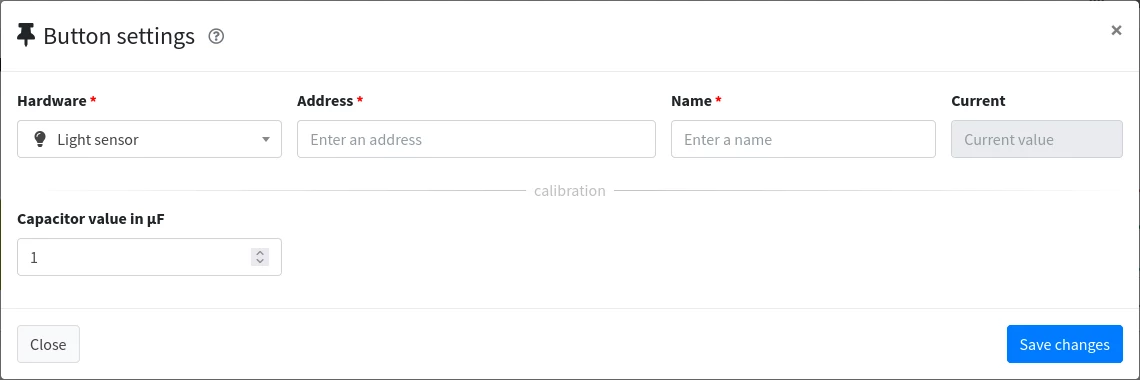 Button settings
×
Hardware *
Address *
Name *
Current
Light sensor
Enter an address
Enter a name
Current value
calibration
Capacitor value in µF
1
Close
Save changes